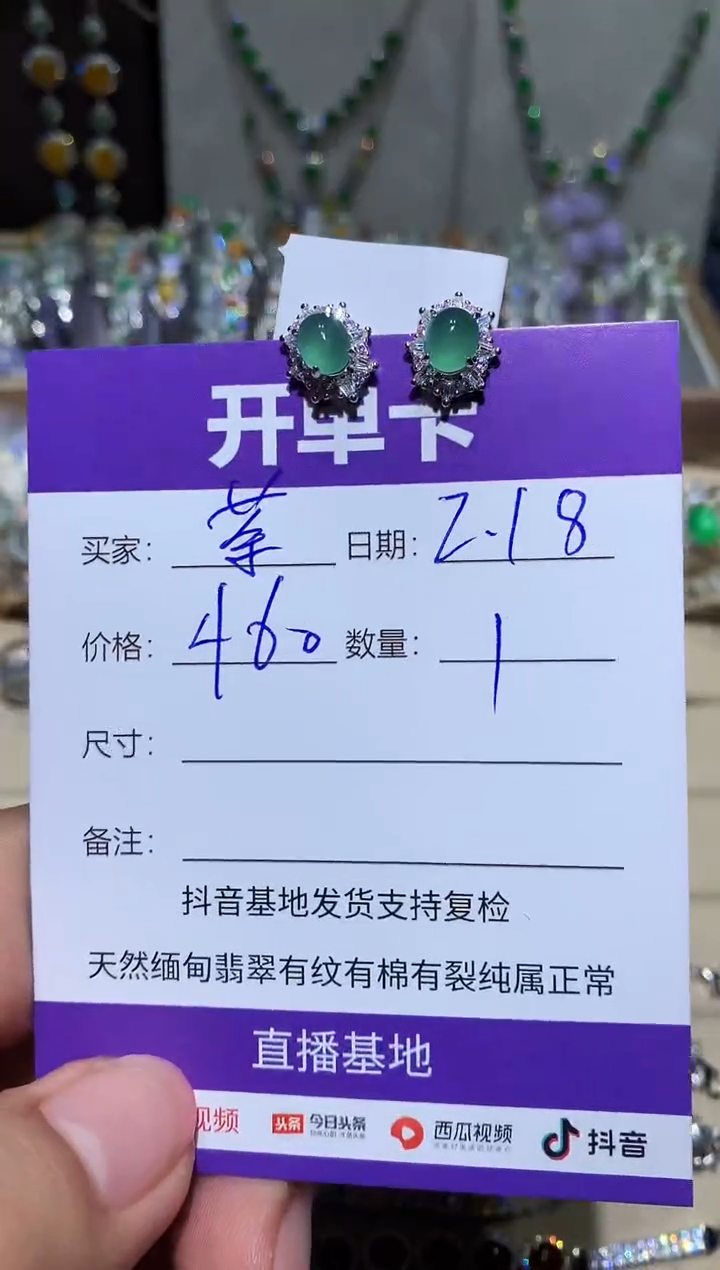 开单卡
买家： 日期：2.18
价格：460 数量：1
尺寸：
备注：
抖音基地发货支持复检
天然缅甸翡翠有纹有棉有裂纯属正常
直播基地
视频 头条 今日头条 西瓜视频 抖音